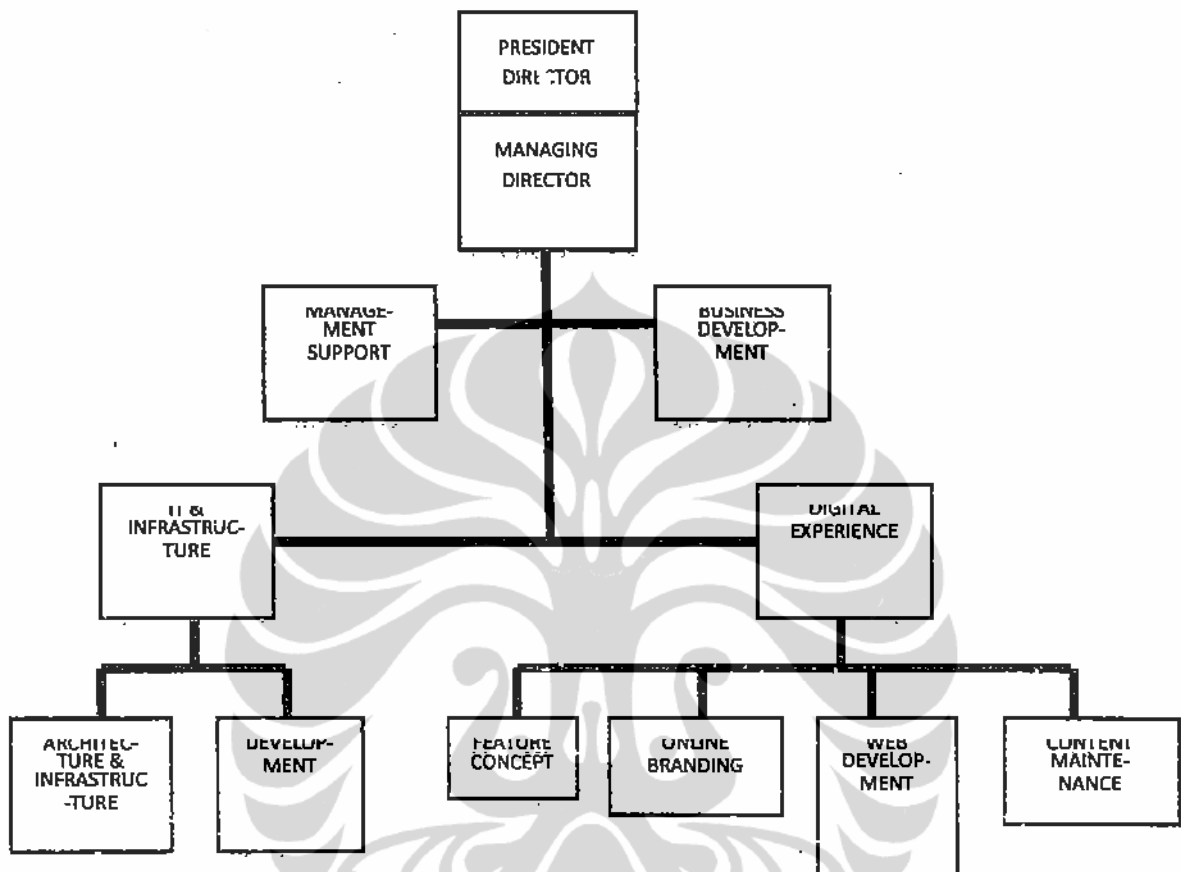 PRESIDENT
DIRECTOR
MANAGING
DIRECTOR
MANAGE-
MENT
SUPPORT
BUSINESS
DEVELOP-
MENT
IT &
INFRASTRUC-
TURE
DIGITAL
EXPERIENCE
ARCHITEC-
TURE &
INFRASTRUC
-TURE
DEVELOP-
MENT
FEATURE
CONCEPT
ONLINE
BRANDING
WEB
DEVELOP-
MENT
CONTENT
MAINTE-
NANCE